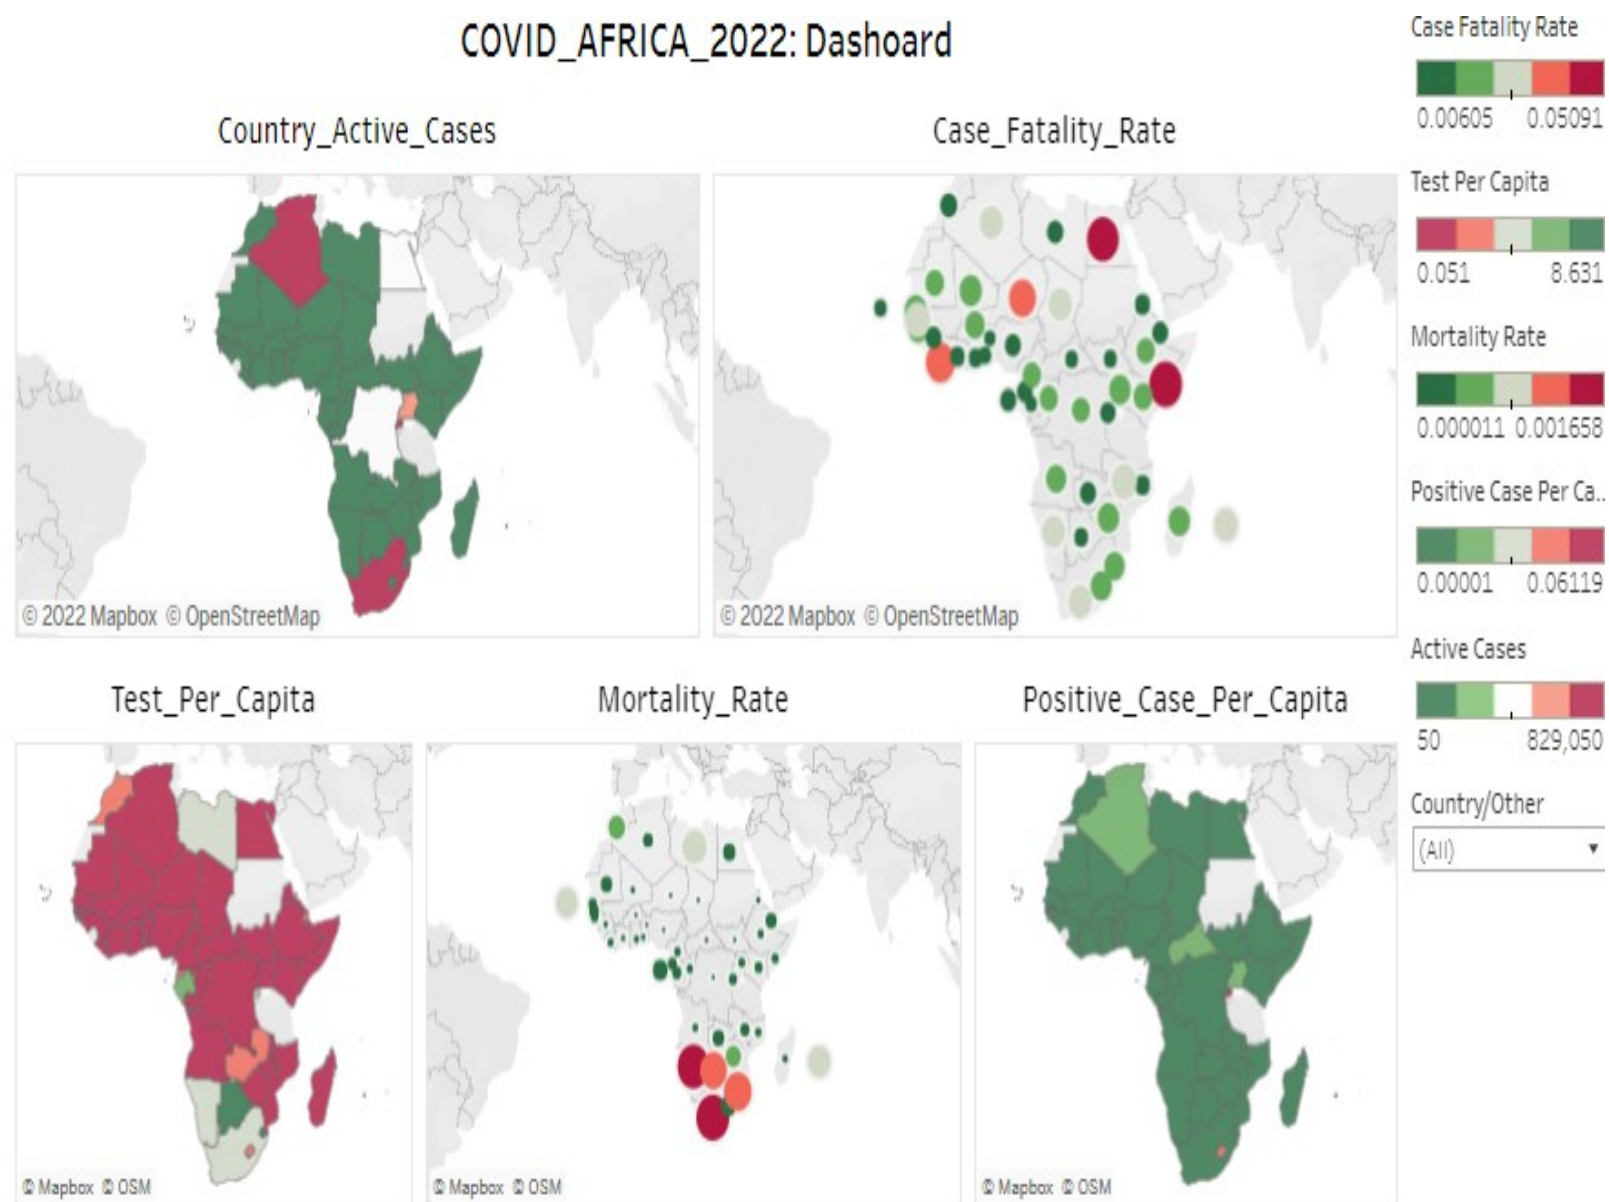 COVID_AFRICA_2022: Dashoard
Country_Active_Cases
© 2022 Mapbox © OpenStreetMap
Case_Fatality_Rate
© 2022 Mapbox © OpenStreetMap
Test_Per_Capita
© Mapbox © OSM
Mortality_Rate
© Mapbox © OSM
Positive_Case_Per_Capita
© Mapbox © OSM
Case Fatality Rate
0.00605 0.05091
Test Per Capita
0.051 8.631
Mortality Rate
0.000011 0.001658
Positive Case Per Ca..
0.00001 0.06119
Active Cases
50 829,050
Country/Other
(All)